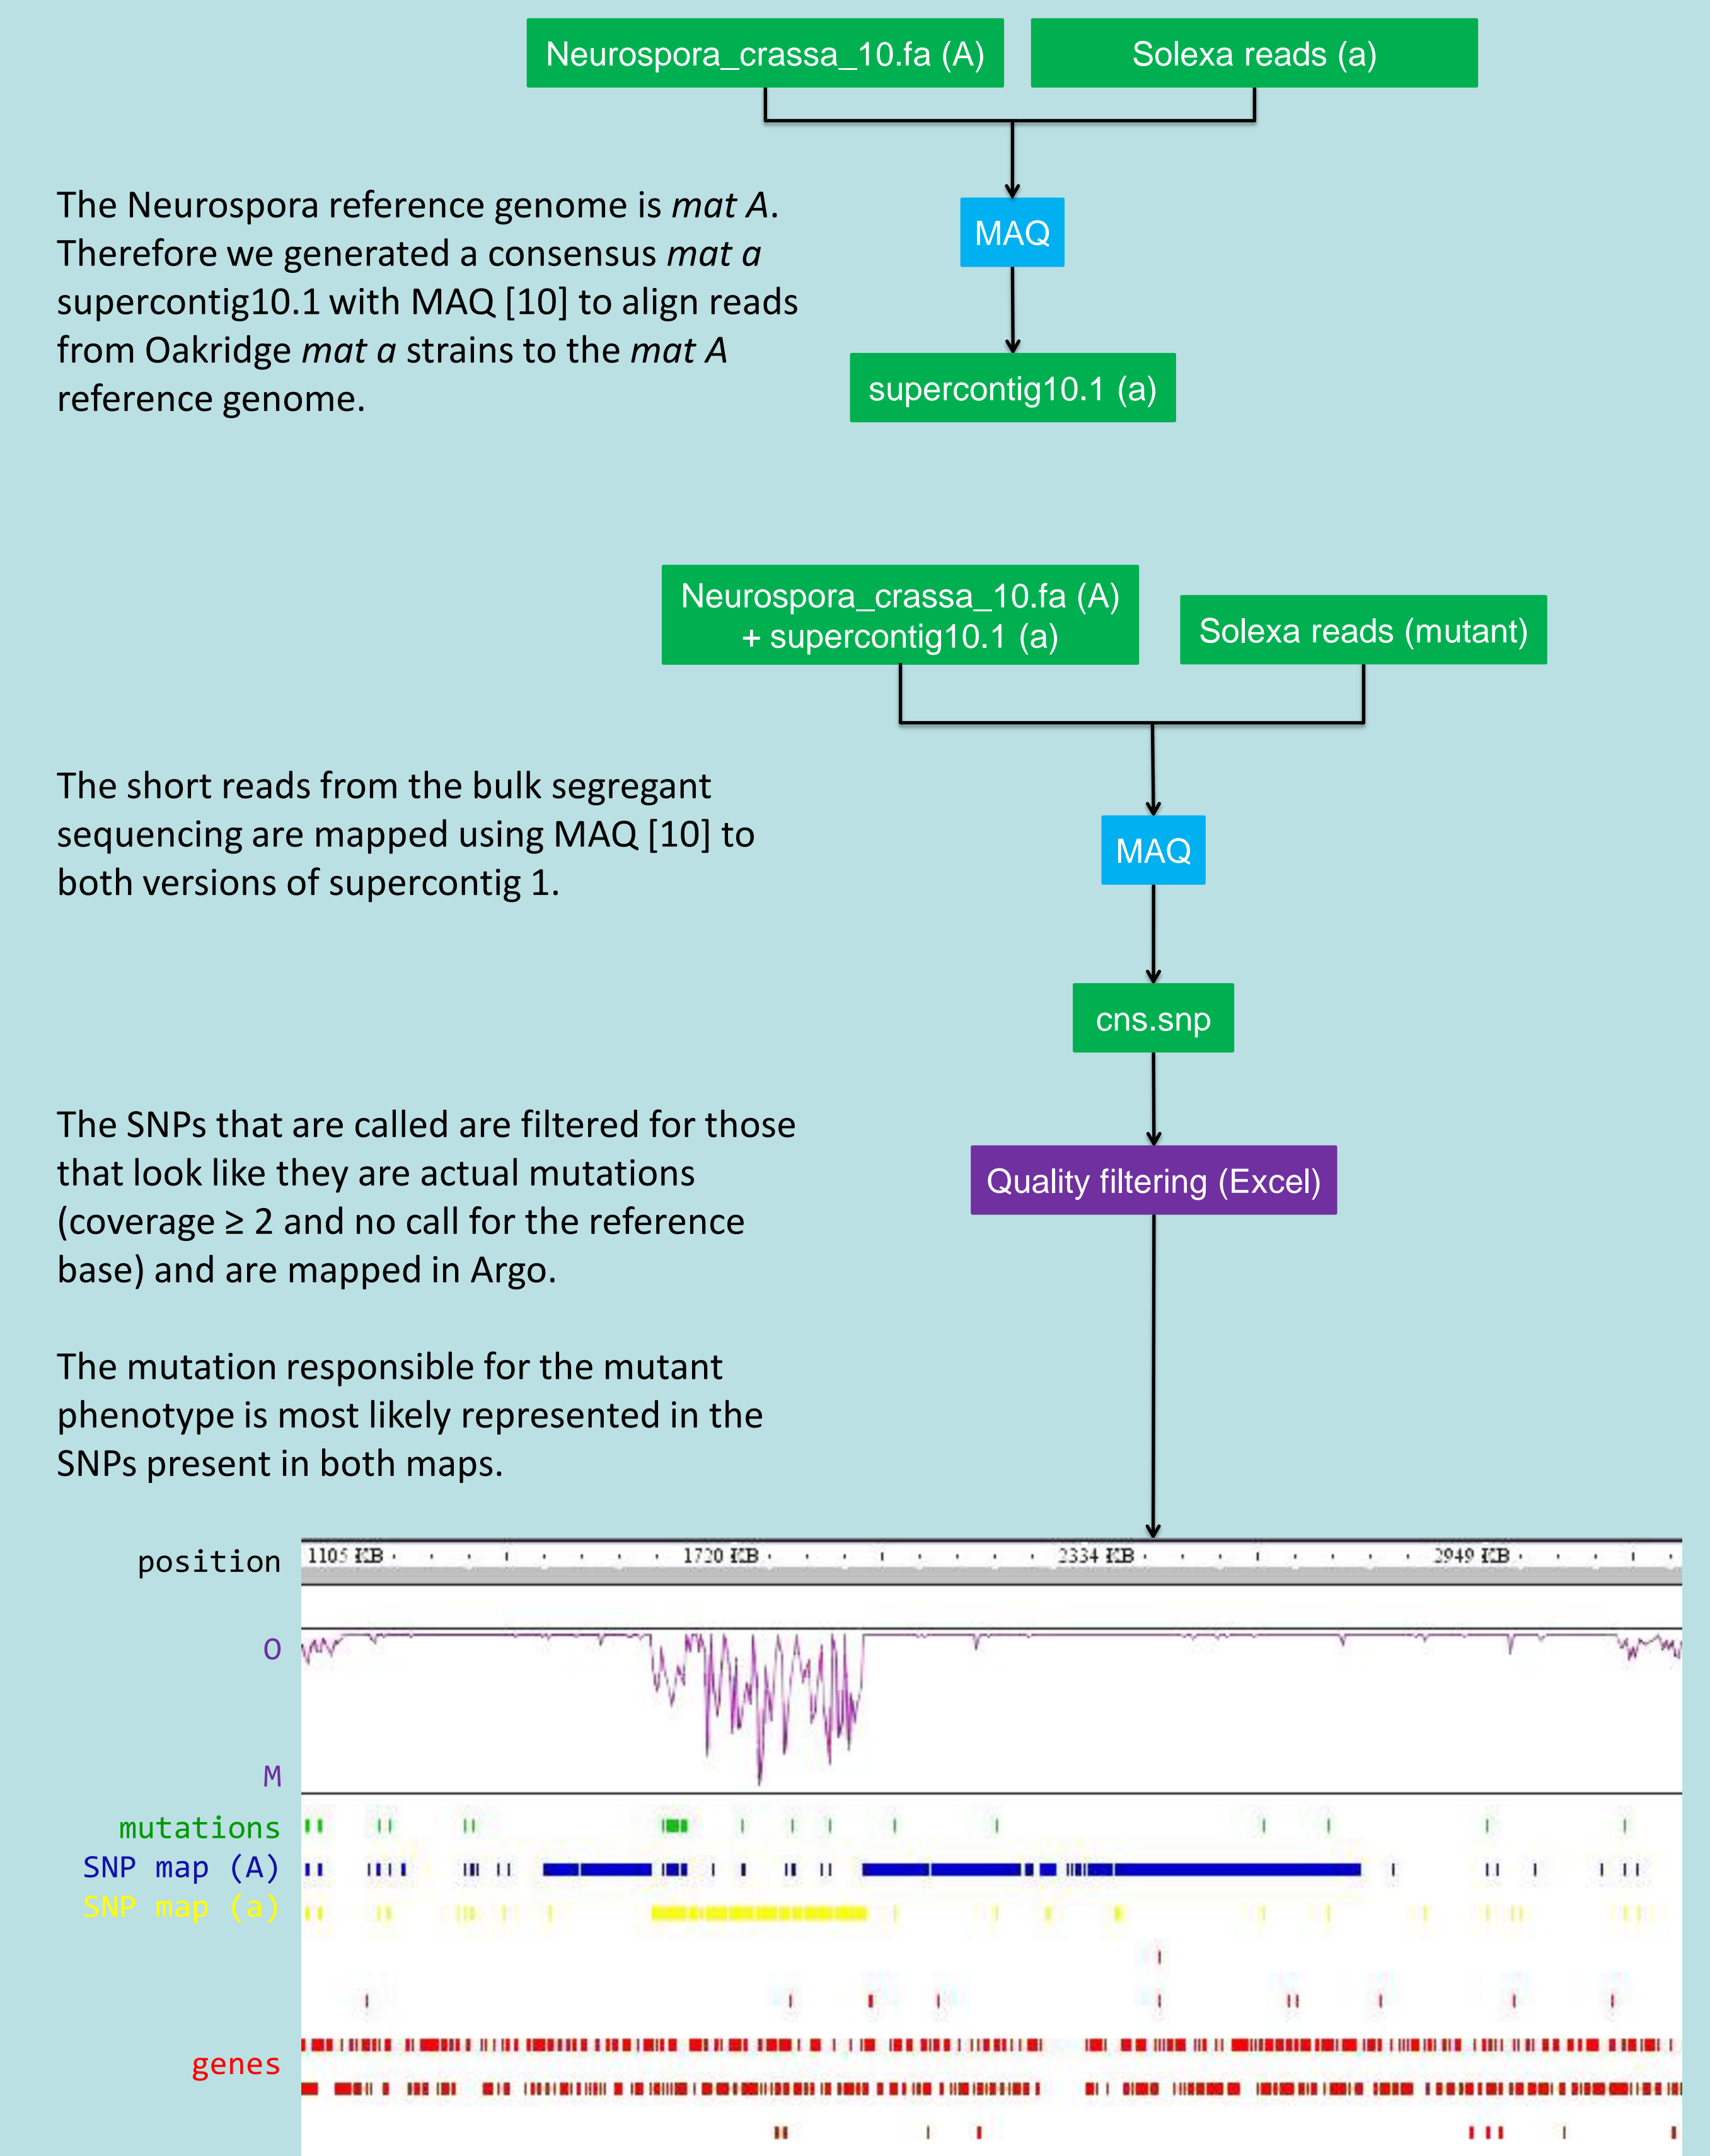 Neurospora_crassa_10.fa (A)
Solexa reads (a)
The Neurospora reference genome is mat A.
Therefore we generated a consensus mat a
supercontig10.1 with MAQ [10] to align reads
from Oakridge mat a strains to the mat A
reference genome.
MAQ
supercontig10.1 (a)
Neurospora_crassa_10.fa (A)
+ supercontig10.1 (a)
Solexa reads (mutant)
The short reads from the bulk segregant
sequencing are mapped using MAQ [10] to
both versions of supercontig 1.
MAQ
cns.snp
The SNPs that are called are filtered for those
that look like they are actual mutations
(coverage ≥ 2 and no call for the reference
base) and are mapped in Argo.
Quality filtering (Excel)
The mutation responsible for the mutant
phenotype is most likely represented in the
SNPs present in both maps.
position
1105 KB
1720 KB
2334 KB
2949 KB
O
M
mutations
SNP map (A)
SNP map (a)
genes